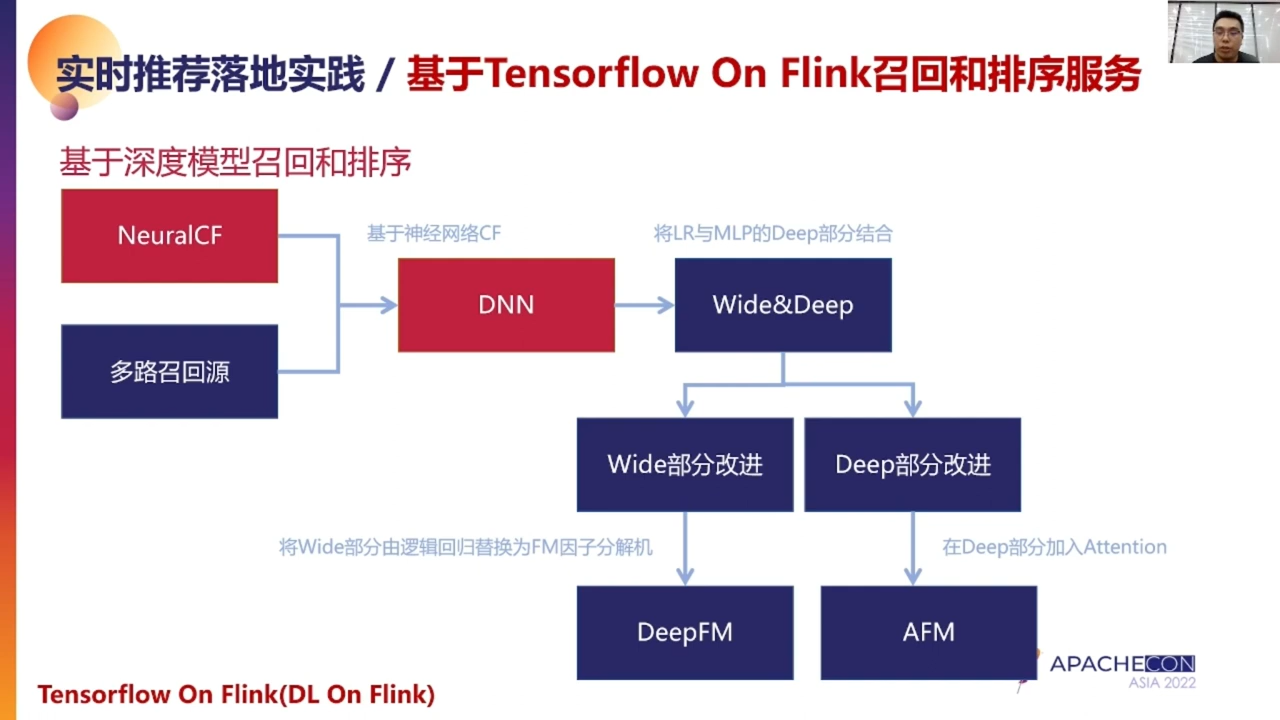 实时推荐落地实践 / 基于Tensorflow On Flink召回和排序服务
基于深度模型召回和排序
NeuralCF
基于神经网络CF
将LR与MLP的Deep部分结合
DNN
Wide&Deep
多路召回源
Wide部分改进
Deep部分改进
将Wide部分由逻辑回归替换为FM因子分解机
在Deep部分加入Attention
DeepFM
AFM
APACHECON
ASIA 2022
Tensorflow On Flink(DL On Flink)